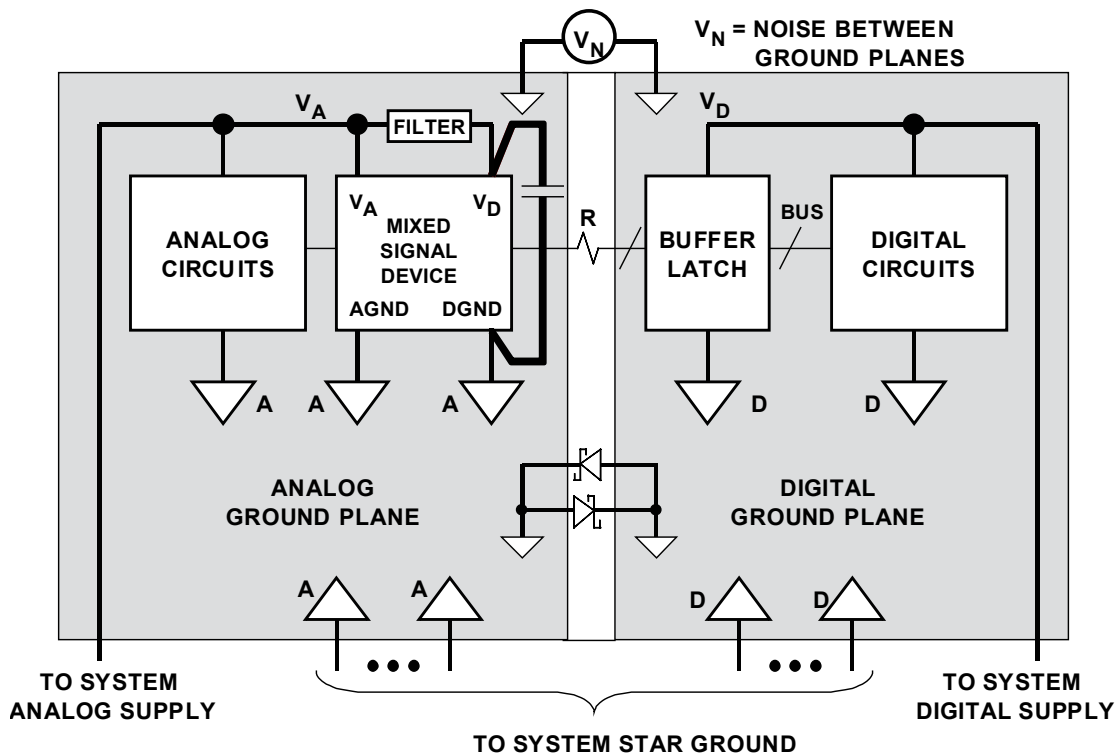 V_N = NOISE BETWEEN
GROUND PLANES
V_N
V_A
FILTER
V_D
V_A
V_D
ANALOG
CIRCUITS
MIXED
SIGNAL
DEVICE
AGND DGND
R
BUFFER
LATCH
BUS
DIGITAL
CIRCUITS
A
A
A
D
D
ANALOG
GROUND PLANE
DIGITAL
GROUND PLANE
A
A
D
D
TO SYSTEM
ANALOG SUPPLY
TO SYSTEM
DIGITAL SUPPLY
TO SYSTEM STAR GROUND